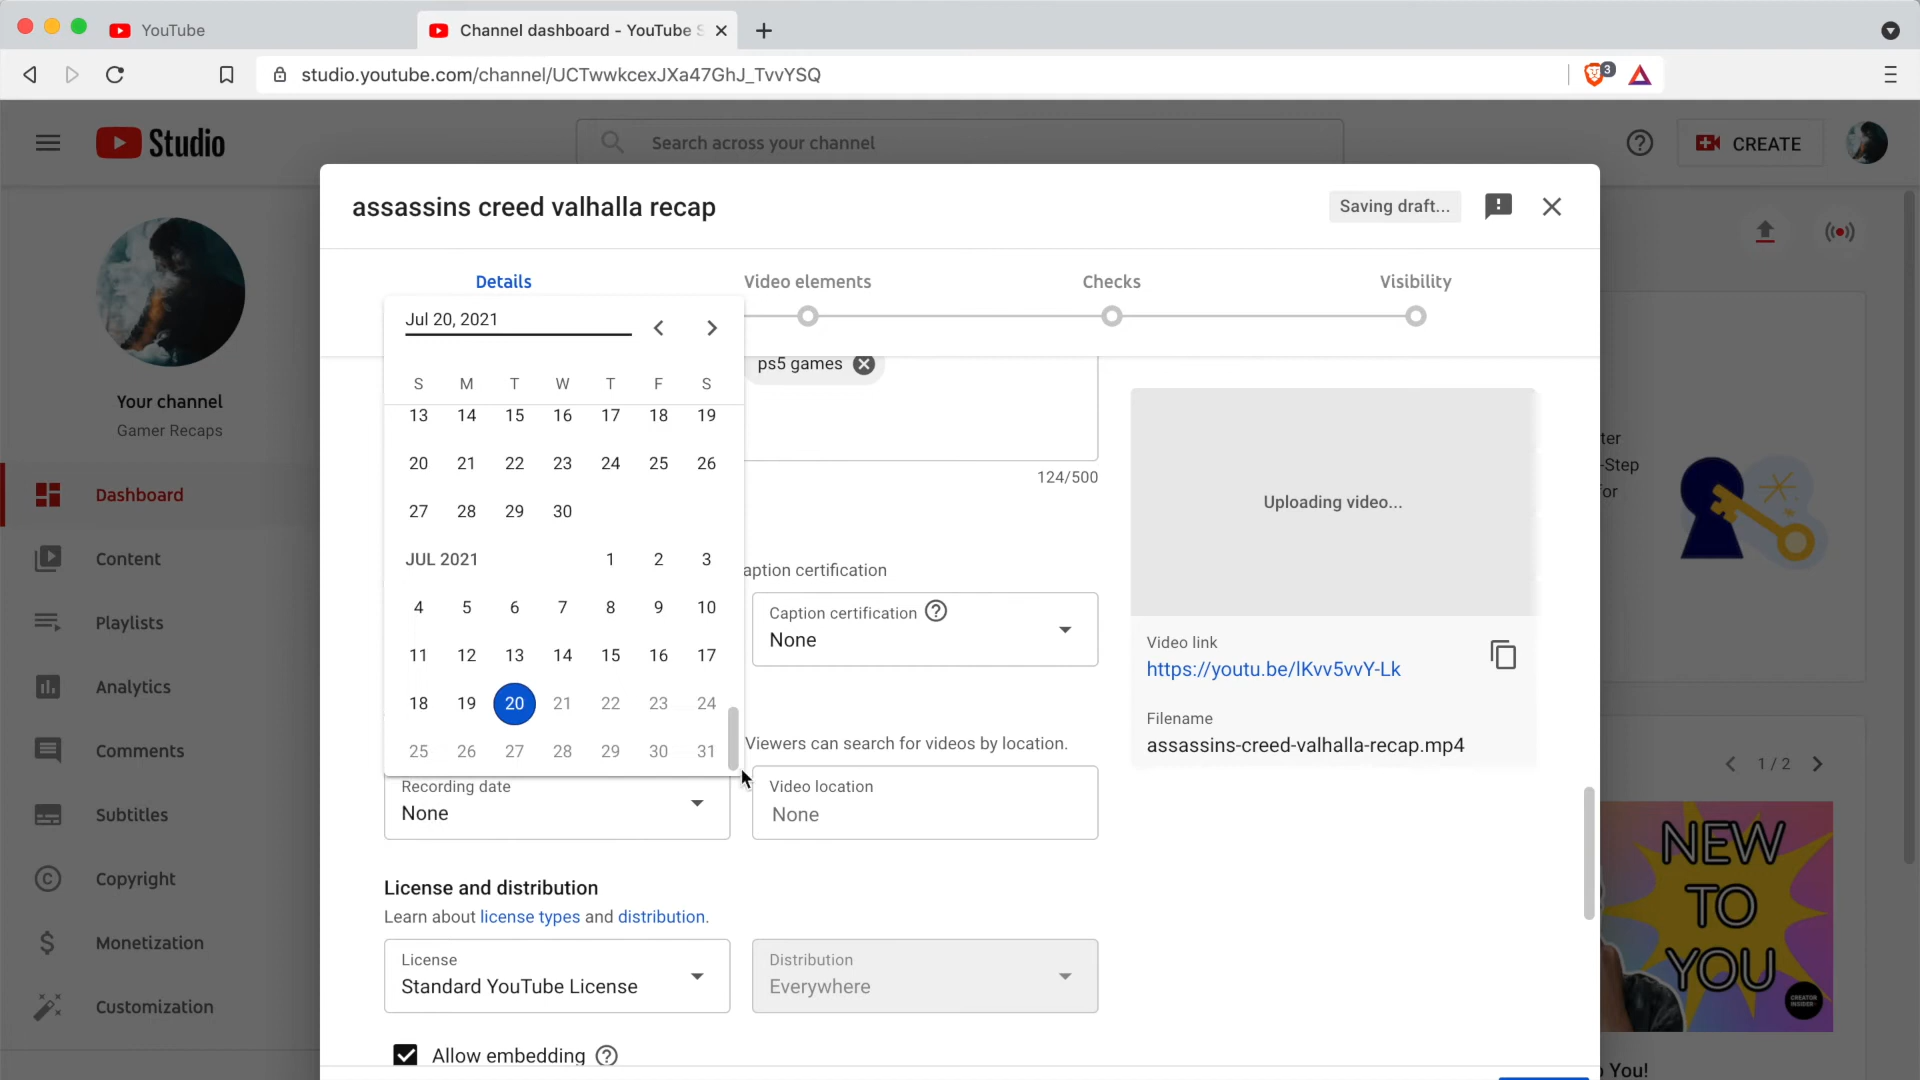 YouTube
Channel dashboard - YouTube S
studio.youtube.com/channel/UCTwwkcexJXa47GhJ_TvvYSQ
3
Studio
Search across your channel
CREATE
assassins creed valhalla recap
Saving draft...
Details
Video elements
Checks
Visibility
Jul 20, 2021
S M T W T F S
13 14 15 16 17 18 19
20 21 22 23 24 25 26
27 28 29 30
JUL 2021 1 2 3
4 5 6 7 8 9 10
11 12 13 14 15 16 17
18 19 20 21 22 23 24
25 26 27 28 29 30 31
ps5 games
124/500
aption certification
Caption certification
None
Viewers can search for videos by location.
Recording date
None
Video location
None
License and distribution
Learn about license types and distribution.
License
Standard YouTube License
Distribution
Everywhere
Allow embedding
Uploading video...
Video link
https://youtu.be/lKvv5vvY-Lk
Filename
assassins-creed-valhalla-recap.mp4
Your channel
Gamer Recaps
Dashboard
Content
Playlists
Analytics
Comments
Subtitles
Copyright
Monetization
Customization
ter
-Step
for
1 / 2
NEW
TO
YOU
CREATOR
INSIDER
You!